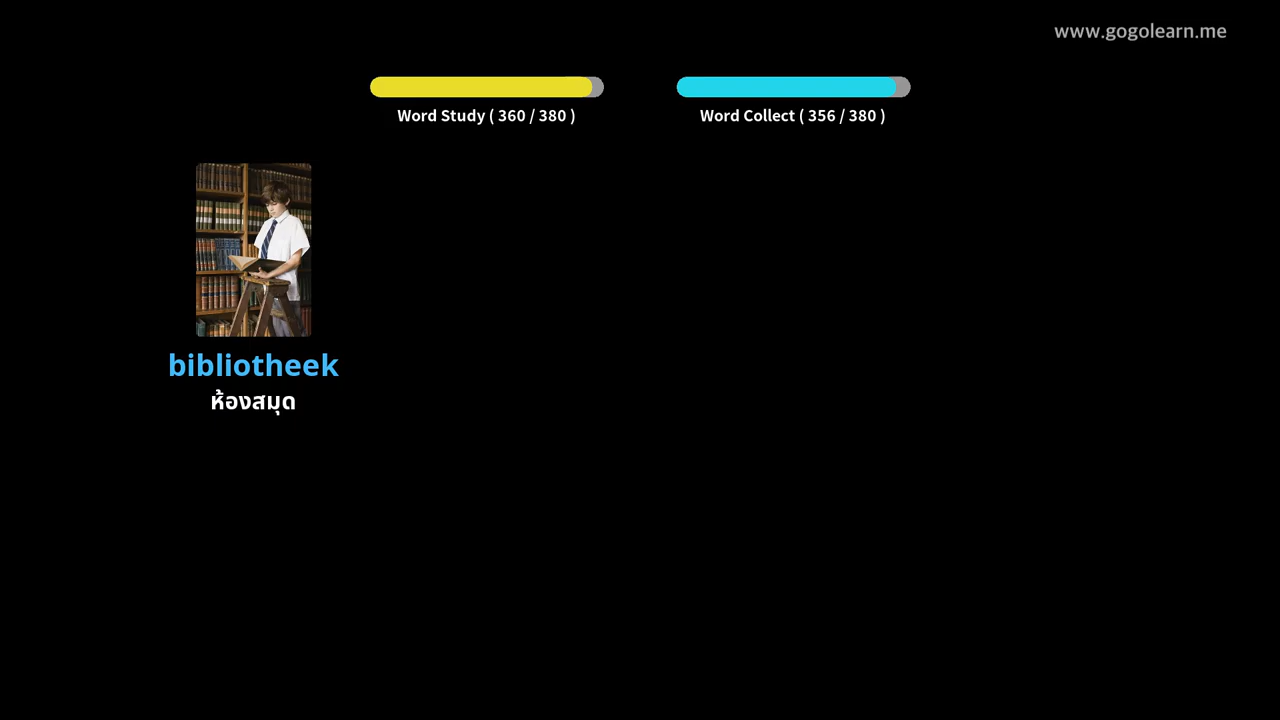 www.gogolearn.me
Word Study ( 360 / 380 )
Word Collect ( 356 / 380 )
bibliotheek
ห้องสมุด